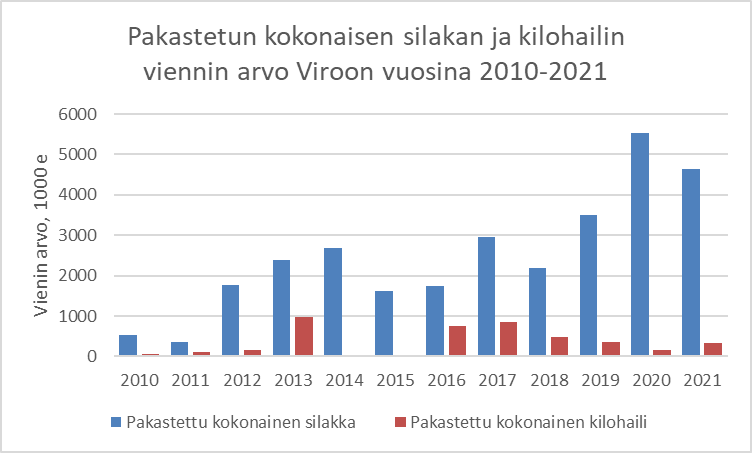 Pakastetun kokonaisen silakan ja kilohailin
viennin arvo Viroon vuosina 2010-2021
Vienin arvo, 1000 e
6000
5000
4000
3000
2000
1000
0
2010 2011 2012 2013 2014 2015 2016 2017 2018 2019 2020 2021
Pakastettu kokonainen silakka Pakastettu kokonainen kilohaili